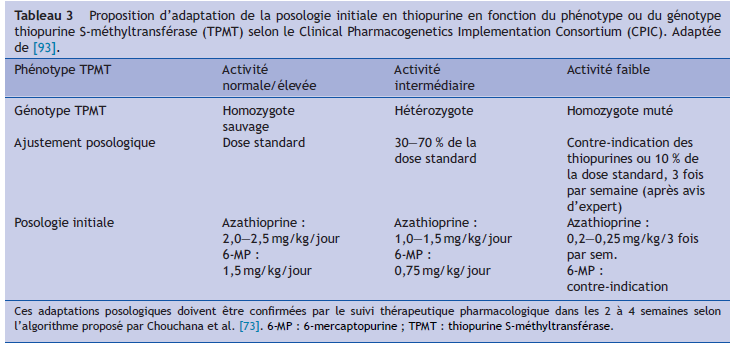 Tableau 3 Proposition d’adaptation de la posologie initiale en thiopurine en fonction du phénotype ou du génotype
thiopurine S-méthyltransférase (TPMT) selon le Clinical Pharmacogenetics Implementation Consortium (CPIC). Adaptée
de [93].
Phénotype TPMT
Activité
normale/élevée
Activité
intermédiaire
Activité faible
Génotype TPMT
Homozygote
sauvage
Hétérozygote
Homozygote muté
Ajustement posologique
Dose standard
30—70 % de la
dose standard
Contre-indication des
thiopurines ou 10 % de
la dose standard, 3 fois
par semaine (après avis
d’expert)
Posologie initiale
Azathioprine :
2,0—2,5 mg/kg/jour
6-MP :
1,5 mg/kg/jour
Azathioprine :
1,0—1,5 mg/kg/jour
6-MP :
0,75 mg/kg/jour
Azathioprine :
0,2—0,25 mg/kg/3 fois
par sem.
6-MP :
contre-indication
Ces adaptations posologiques doivent être confirmées par le suivi thérapeutique pharmacologique dans les 2 à 4 semaines selon
l’algorithme proposé par Chouchana et al. [73]. 6-MP : 6-mercaptopurine ; TPMT : thiopurine S-méthyltransférase.